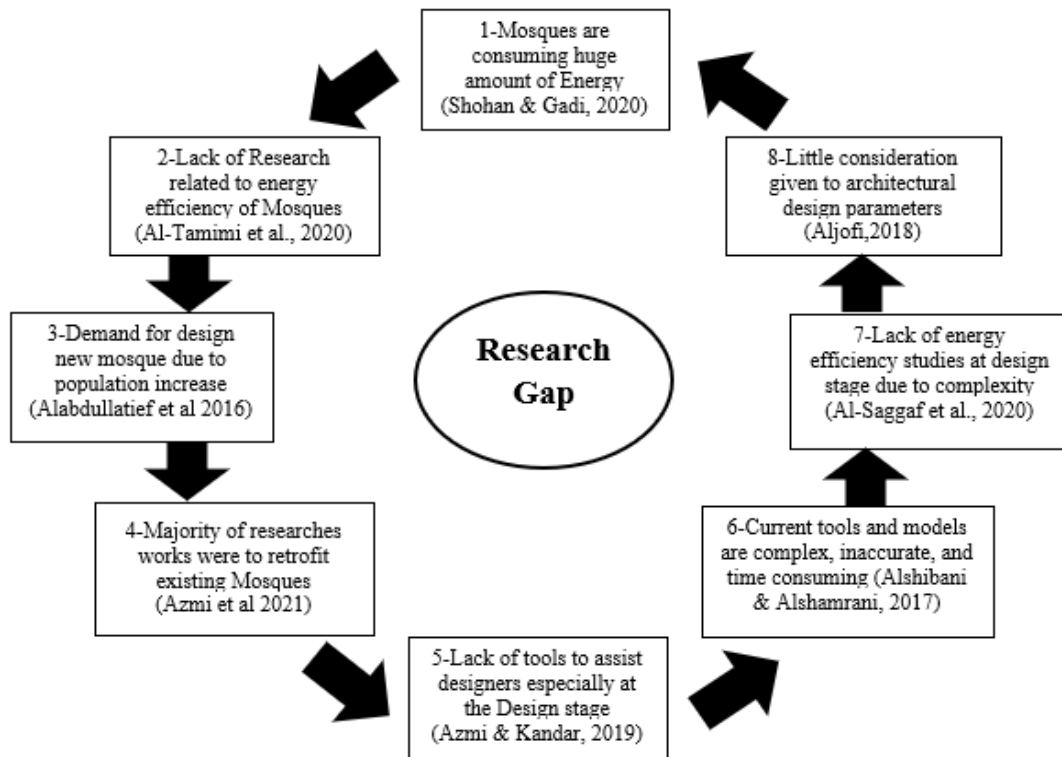 1-Mosques are
consuming huge
amount of Energy
(Shohan & Gadi, 2020)
2-Lack of Research
related to energy
efficiency of Mosques
(Al-Tamimi et al., 2020)
3-Demand for design
new mosque due to
population increase
(Alabdullatief et al 2016)
4-Majority of researches
works were to retrofit
existing Mosques
(Azmi et al 2021)
5-Lack of tools to assist
designers especially at
the Design stage
(Azmi & Kandar, 2019)
6-Current tools and models
are complex, inaccurate, and
time consuming (Alshibani
& Alshamrani, 2017)
7-Lack of energy
efficiency studies at design
stage due to complexity
(Al-Saggaf et al., 2020)
8-Little consideration
given to architectural
design parameters
(Aljofi,2018)
Research
Gap